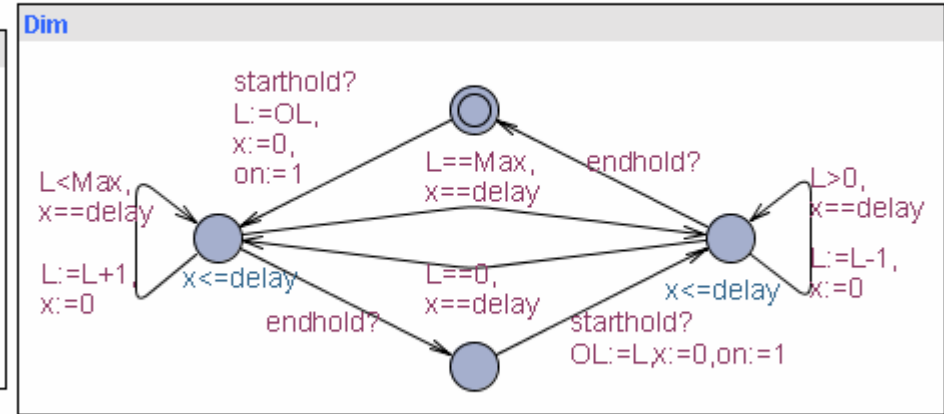 Dim
starthold?
L:=OL,
x:=0,
on:=1
L==Max,
x==delay
endhold?
L<Max,
x==delay
L>0,
x==delay
L:=L+1,
x:=0
x<=delay
L==0,
x==delay
x<=delay
L:=L-1,
x:=0
endhold?
starthold?
OL:=L,x:=0,on:=1